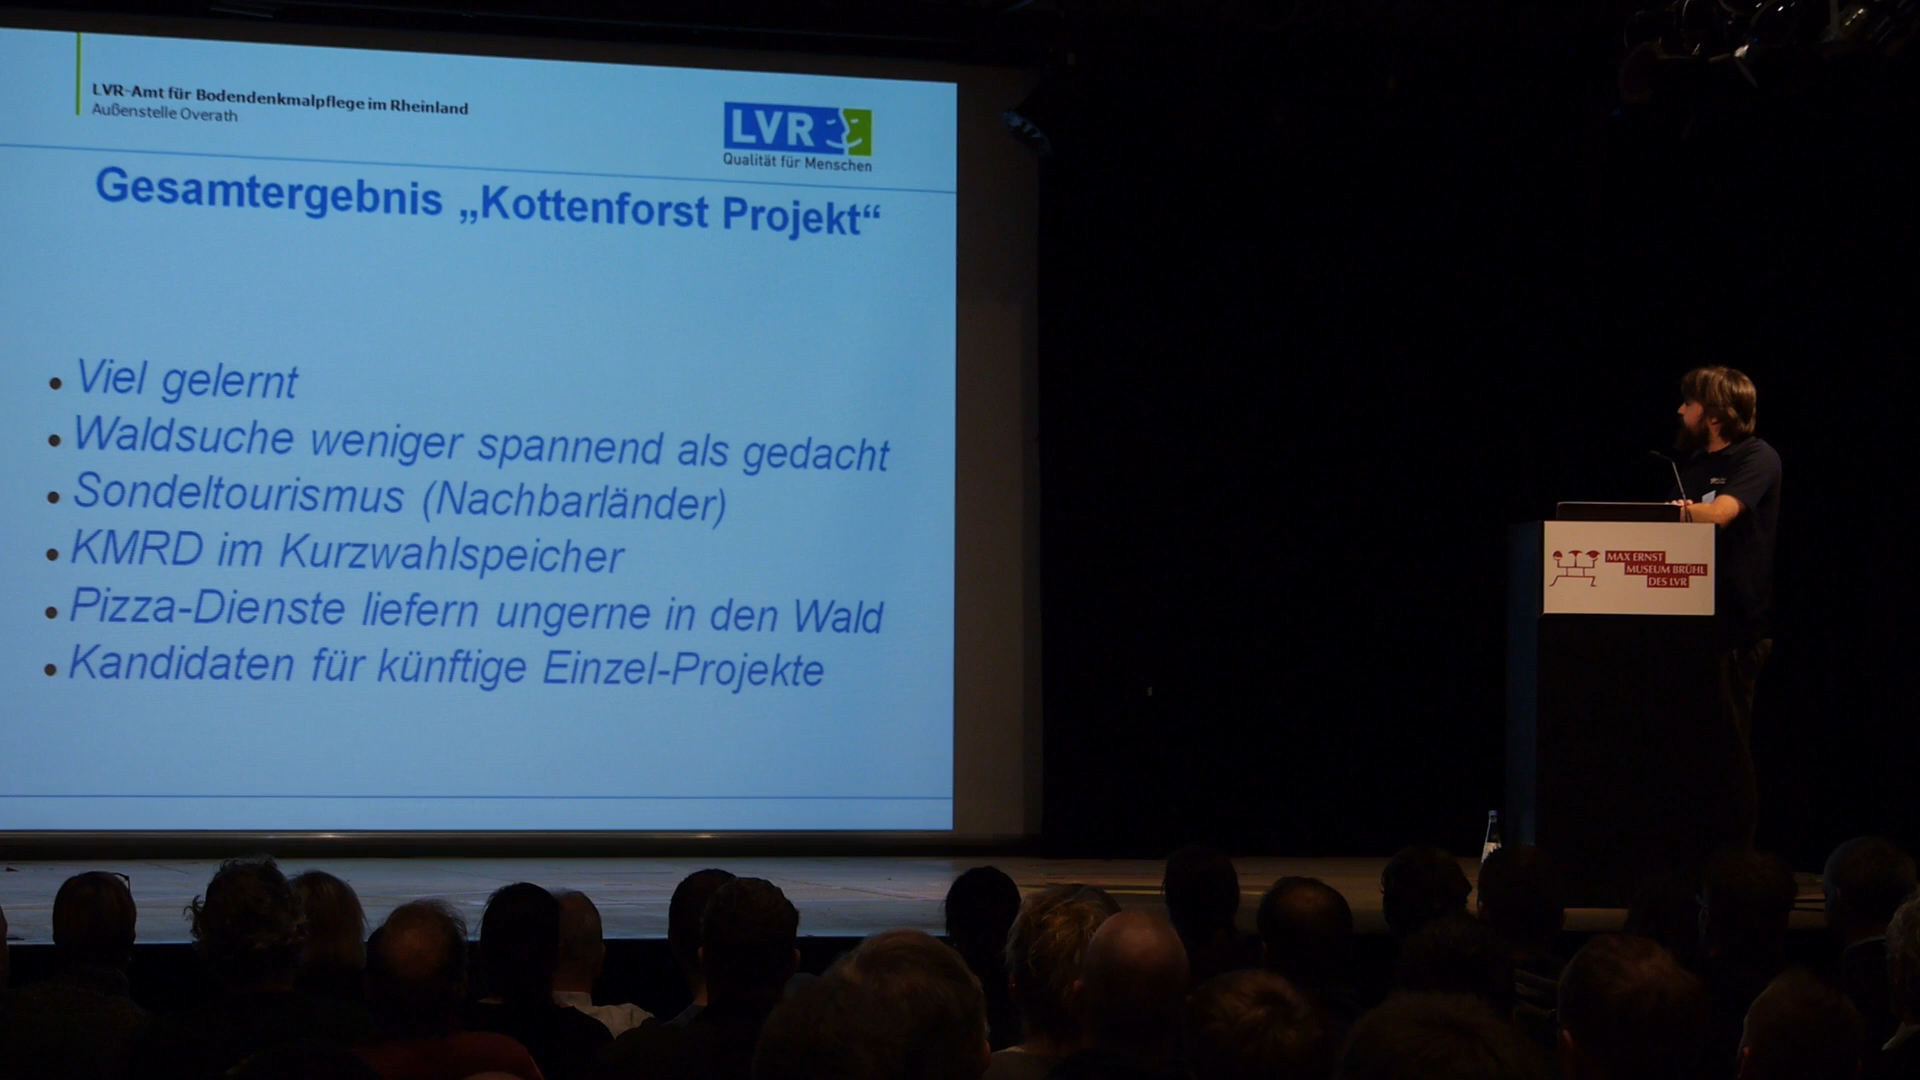 LVR-Amt für Bodendenkmalpflege im Rheinland
Außenstelle Overath
LVR
Qualität für Menschen
Gesamtergebnis „Kottenforst Projekt“
• Viel gelernt
• Waldsuche weniger spannend als gedacht
• Sondeltourismus (Nachbarländer)
• KMRD im Kurzwahlspeicher
• Pizza-Dienste liefern ungerne in den Wald
• Kandidaten für künftige Einzel-Projekte
MAX ERNST
MUSEUM BRÜHL
DES LVR